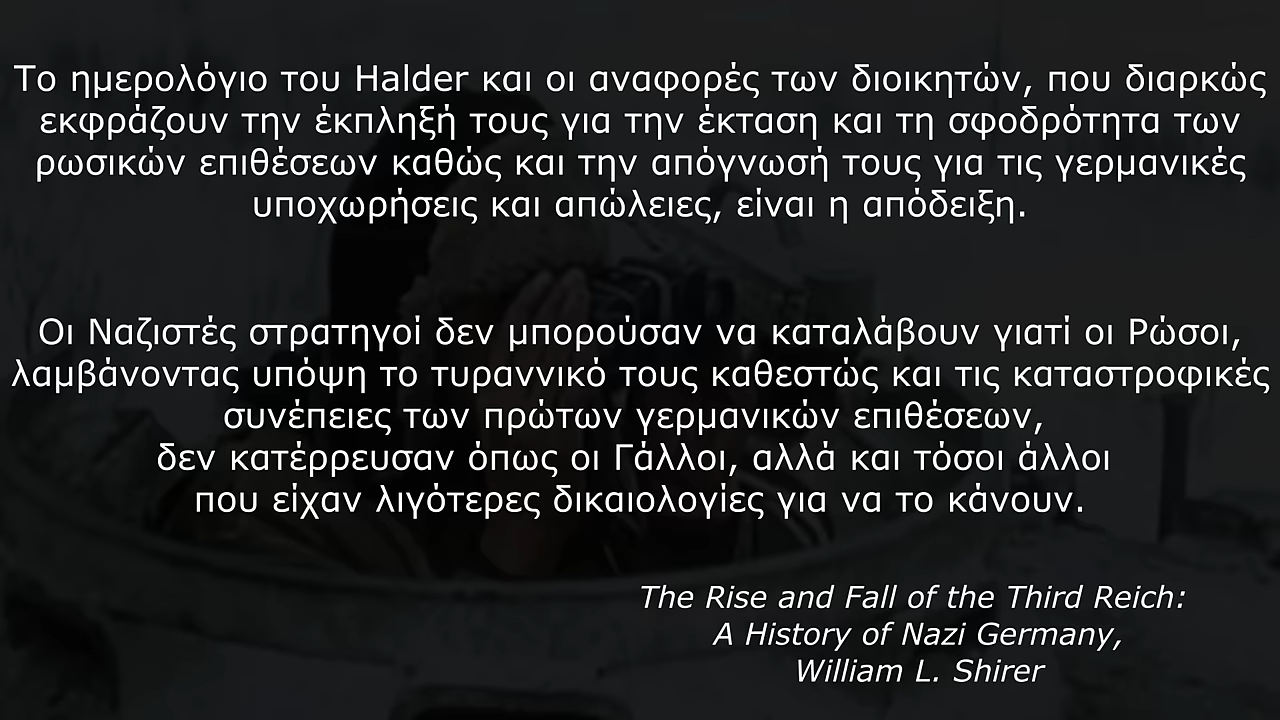 Το ημερολόγιο του Halder και οι αναφορές των διοικητών, που διαρκώς
εκφράζουν την έκπληξή τους για την έκταση και τη σφοδρότητα των
ρωσικών επιθέσεων καθώς και την απόγνωσή τους για τις γερμανικές
υποχωρήσεις και απώλειες, είναι η απόδειξη.
Οι Ναζιστές στρατηγοί δεν μπορούσαν να καταλάβουν γιατί οι Ρώσοι,
λαμβάνοντας υπόψη το τυραννικό τους καθεστώς και τις καταστροφικές
συνέπειες των πρώτων γερμανικών επιθέσεων,
δεν κατέρρευσαν όπως οι Γάλλοι, αλλά και τόσοι άλλοι
που είχαν λιγότερες δικαιολογίες για να το κάνουν.
The Rise and Fall of the Third Reich:
A History of Nazi Germany,
William L. Shirer